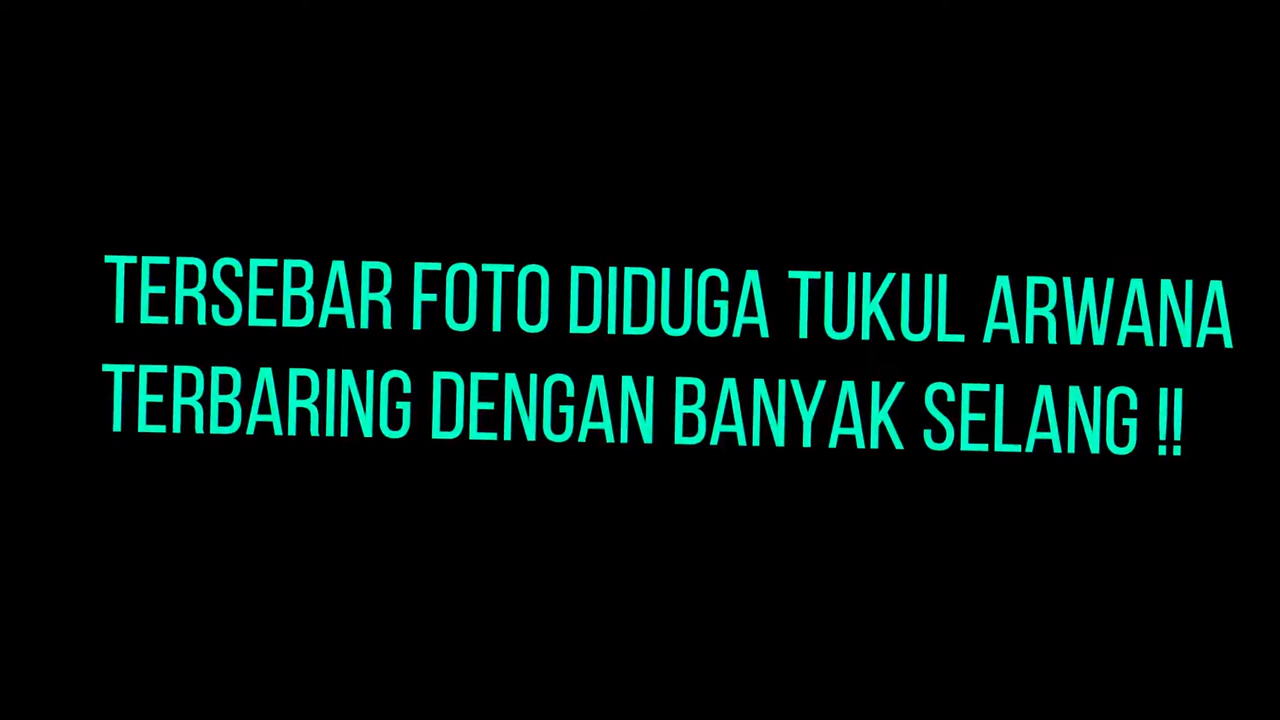 TERSEBAR FOTO DIDUGA TUKUL ARWANA
TERBARING DENGAN BANYAK SELANG !!